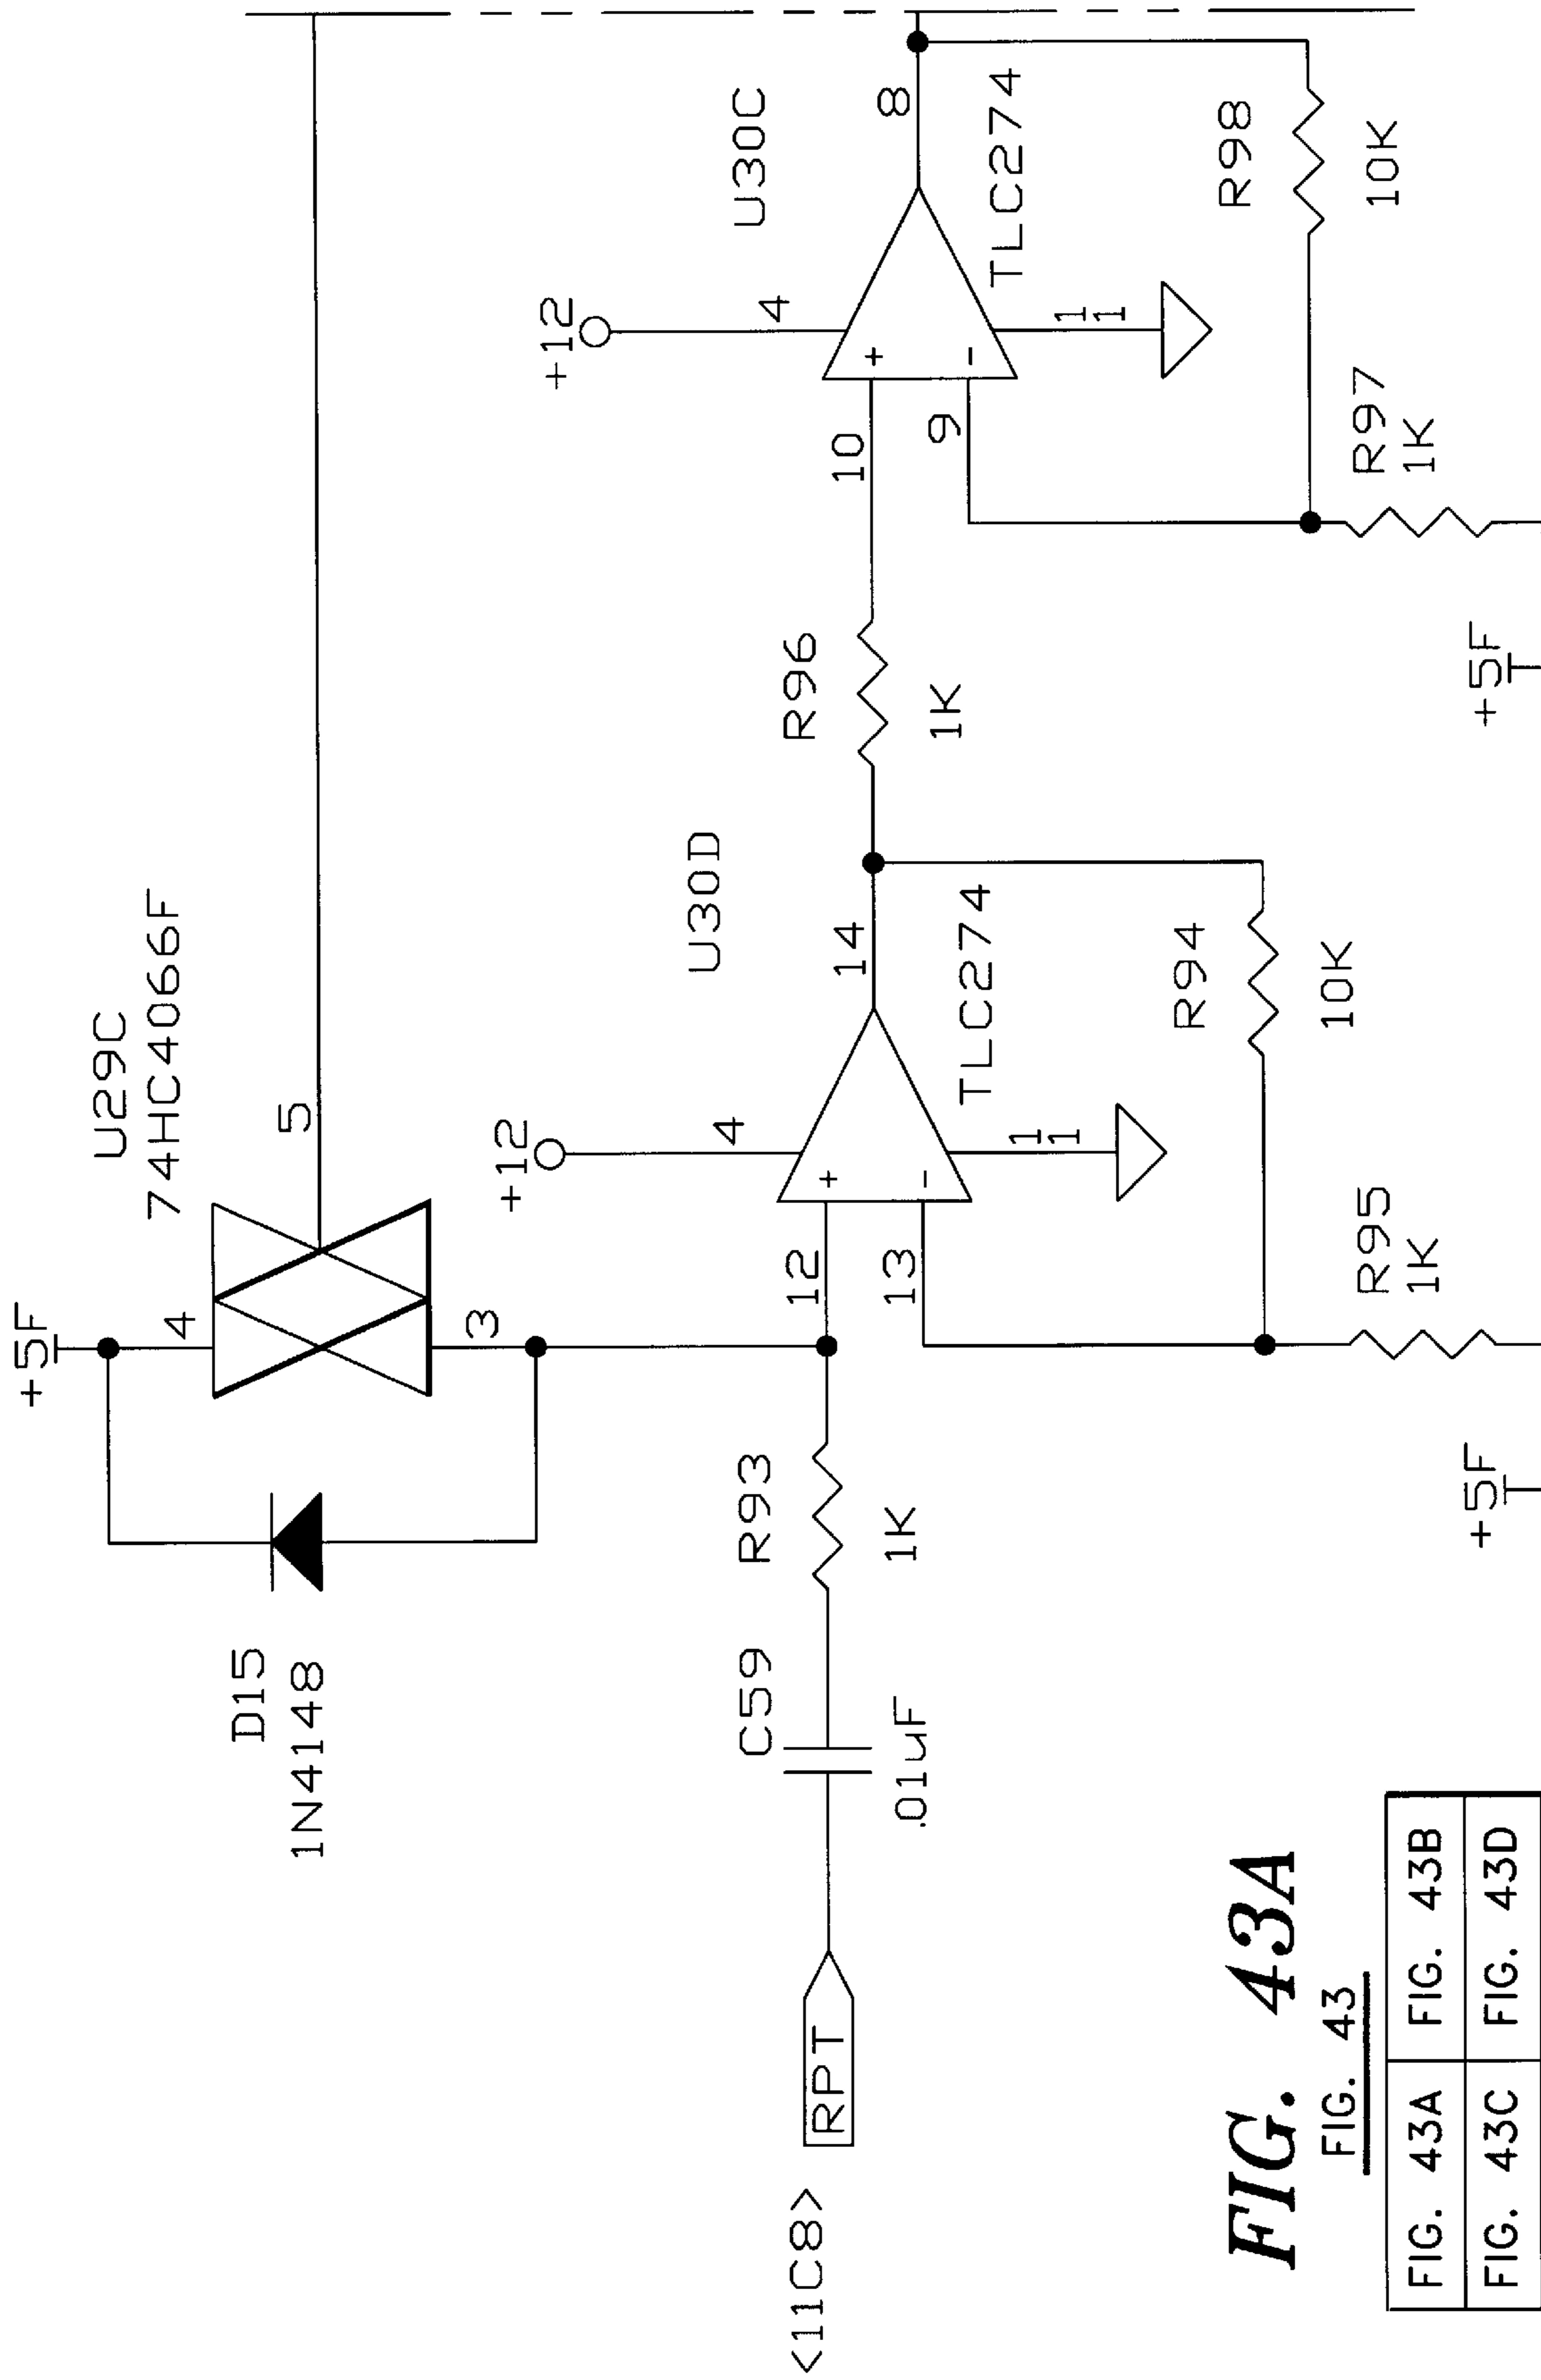 +5F
4
U29C
74HC4066F
5
3
D15
1N4148
+12
4
U30D
12
+
14
13
-
TLC274
11
R94
10K
R95
1K
+5F
<11C8>
RPT
C59
.01uF
R93
1K
R96
1K
+12
4
U30C
10
+
8
9
-
TLC274
11
R98
10K
R97
1K
+5F
FIG. 43A
FIG. 43
FIG. 43A FIG. 43B
FIG. 43C FIG. 43D